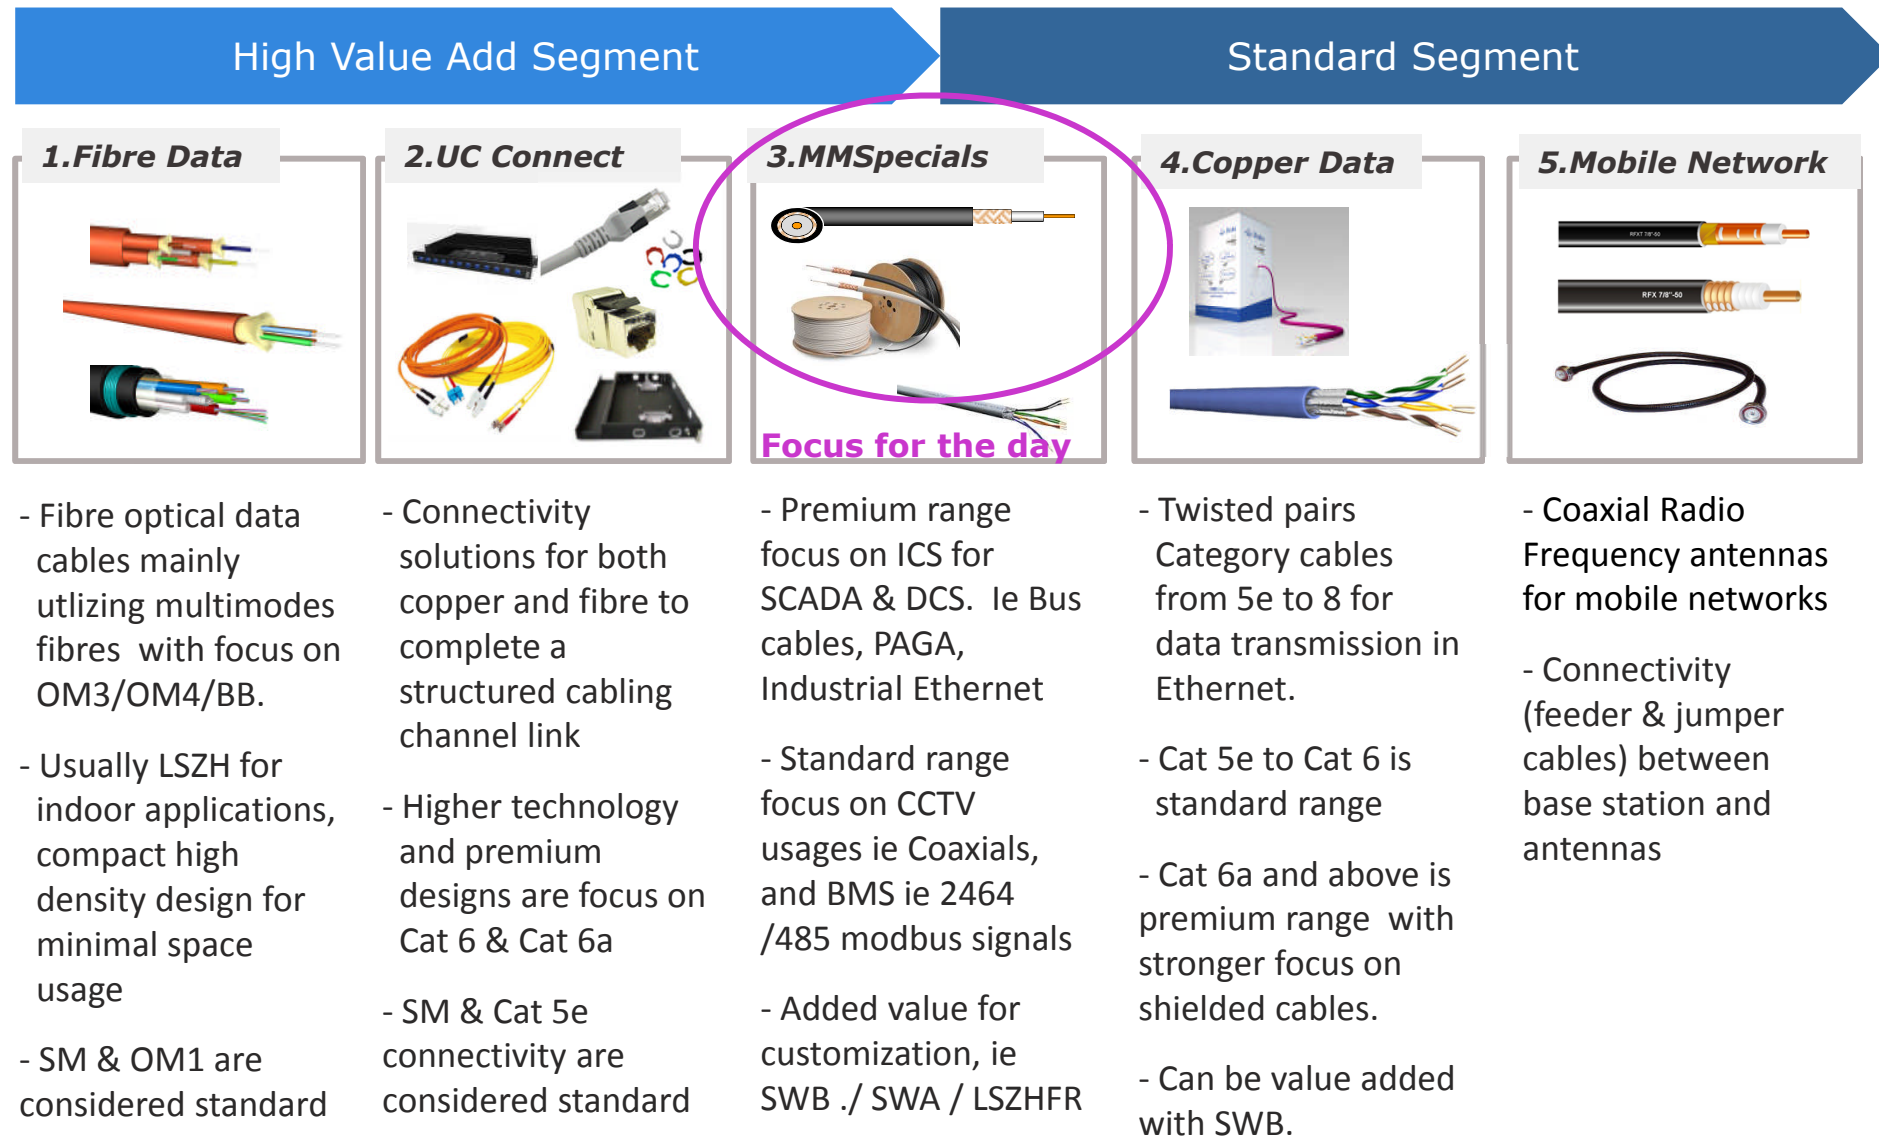 High Value Add Segment
Standard Segment
1.Fibre Data
2.UC Connect
3.MMSpecials
4.Copper Data
5.Mobile Network
RFX 7/8"-50
Focus for the day
- Fibre optical data
cables mainly
utlizing multimodes
fibres with focus on
OM3/OM4/BB.
- Usually LSZH for
indoor applications,
compact high
density design for
minimal space
usage
- SM & OM1 are
considered standard
- Connectivity
solutions for both
copper and fibre to
complete a
structured cabling
channel link
- Higher technology
and premium
designs are focus on
Cat 6 & Cat 6a
- SM & Cat 5e
connectivity are
considered standard
- Premium range
focus on ICS for
SCADA & DCS. Ie Bus
cables, PAGA,
Industrial Ethernet
- Standard range
focus on CCTV
usages ie Coaxials,
and BMS ie 2464
/485 modbus signals
- Added value for
customization, ie
SWB ./ SWA / LSZHFR
- Twisted pairs
Category cables
from 5e to 8 for
data transmission in
Ethernet.
- Cat 5e to Cat 6 is
standard range
- Cat 6a and above is
premium range with
stronger focus on
shielded cables.
- Can be value added
with SWB.
- Coaxial Radio
Frequency antennas
for mobile networks
- Connectivity
(feeder & jumper
cables) between
base station and
antennas